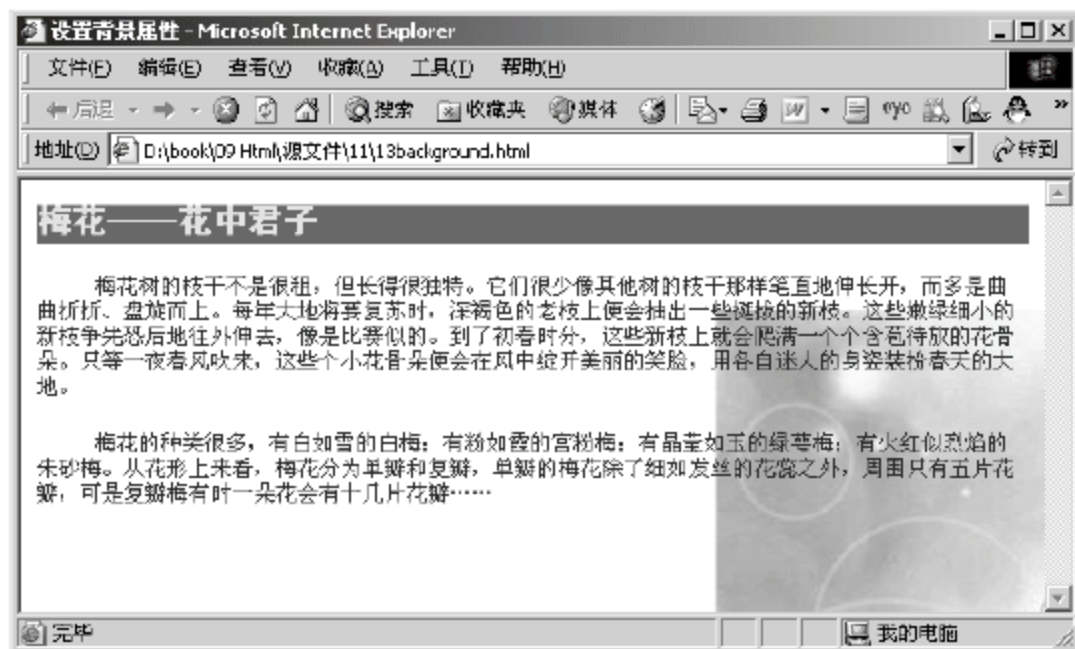 设置背景属性 - Microsoft Internet Explorer
文件(F) 编辑(E) 查看(V) 收藏(A) 工具(T) 帮助(H)
后退 搜索 收藏夹 媒体 »
地址(D) D:\book\09 Html\源文件\11\13background.html 转到
梅花——花中君子
梅花树的枝干不是很粗，但长得很独特。它们很少像其他树的枝干那样笔直地伸长开，而多是曲
曲折折、盘旋而上。每年大地将要复苏时，深褐色的老枝上便会抽出一些挺拔的新枝。这些嫩绿细小的
新枝争先恐后地往外伸去，像是比赛似的。到了初春时分，这些新枝上就会爬满一个个含苞待放的花骨
朵。只等一夜春风吹来，这些个小花骨朵便会在风中绽开美丽的笑脸，用各自迷人的身姿装扮春天的大
地。
梅花的种类很多，有白如雪的白梅；有粉如霞的宫粉梅；有晶莹如玉的绿萼梅；有火红似烈焰的
朱砂梅。从花形上来看，梅花分为单瓣和复瓣，单瓣的梅花除了细如发丝的花蕊之外，周围只有五片花
瓣，可是复瓣梅有时一朵花会有十几片花瓣……
完毕 我的电脑